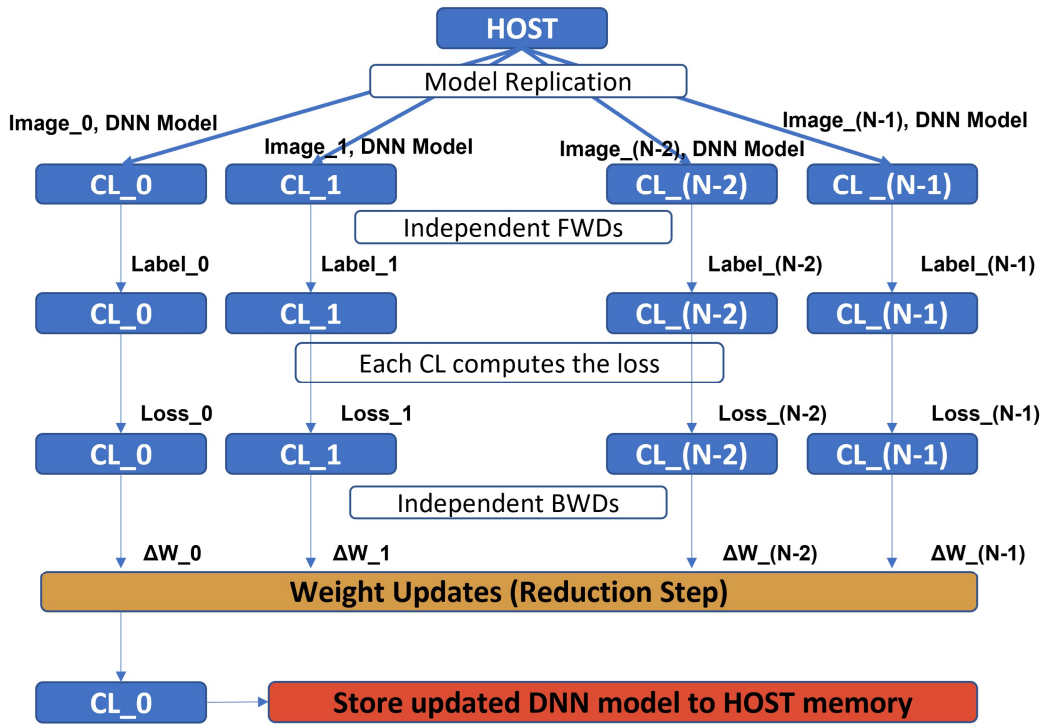 HOST
Model Replication
Image_0, DNN Model
Image_1, DNN Model
Image_(N-2), DNN Model
Image_(N-1), DNN Model
CL_0
CL_1
CL_(N-2)
CL _(N-1)
Independent FWDs
Label_0
Label_1
Label_(N-2)
Label_(N-1)
CL_0
CL_1
CL_(N-2)
CL_(N-1)
Each CL computes the loss
Loss_0
Loss_1
Loss_(N-2)
Loss_(N-1)
CL_0
CL_1
CL_(N-2)
CL_(N-1)
Independent BWDs
ΔW_0
ΔW_1
ΔW_(N-2)
ΔW_(N-1)
Weight Updates (Reduction Step)
CL_0
Store updated DNN model to HOST memory